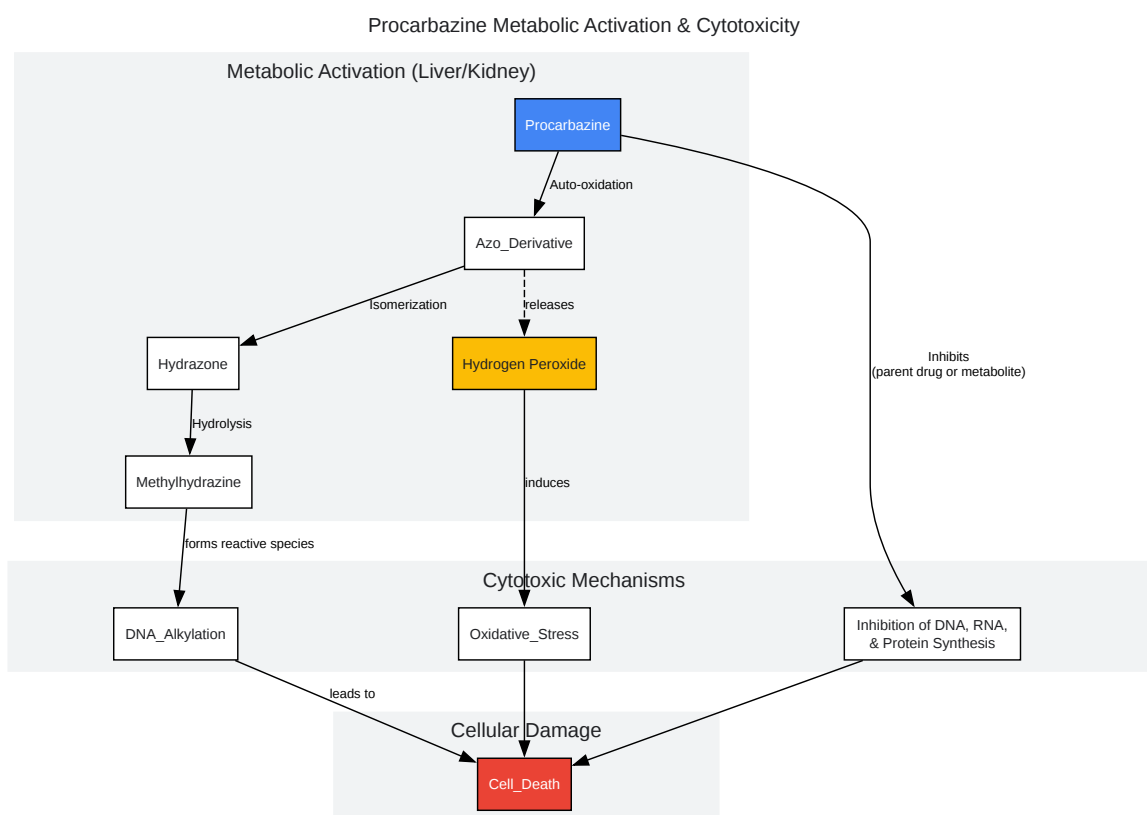 Procarbazine Metabolic Activation & Cytotoxicity
Metabolic Activation (Liver/Kidney)
Procarbazine
Auto-oxidation
Azo_Derivative
Isomerization
releases
Hydrazone
Hydrogen Peroxide
Inhibits
(parent drug or metabolite)
Hydrolysis
Methylhydrazine
induces
forms reactive species
Cytotoxic Mechanisms
DNA_Alkylation
Oxidative_Stress
Inhibition of DNA, RNA,
& Protein Synthesis
leads to
Cellular Damage
Cell_Death